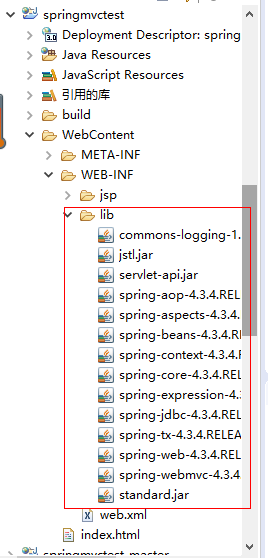 springmvctest
3.0 Deployment Descriptor: spring
Java Resources
JavaScript Resources
引用的库
build
WebContent
META-INF
WEB-INF
jsp
lib
commons-logging-1.
jstl.jar
servlet-api.jar
spring-aop-4.3.4.REL
spring-aspects-4.3.4.
spring-beans-4.3.4.R
spring-context-4.3.4.
spring-core-4.3.4.REL
spring-expression-4.3
spring-jdbc-4.3.4.REL
spring-tx-4.3.4.RELEA
spring-web-4.3.4.REL
spring-webmvc-4.3.4
standard.jar
web.xml
index.html
springmvctest-master